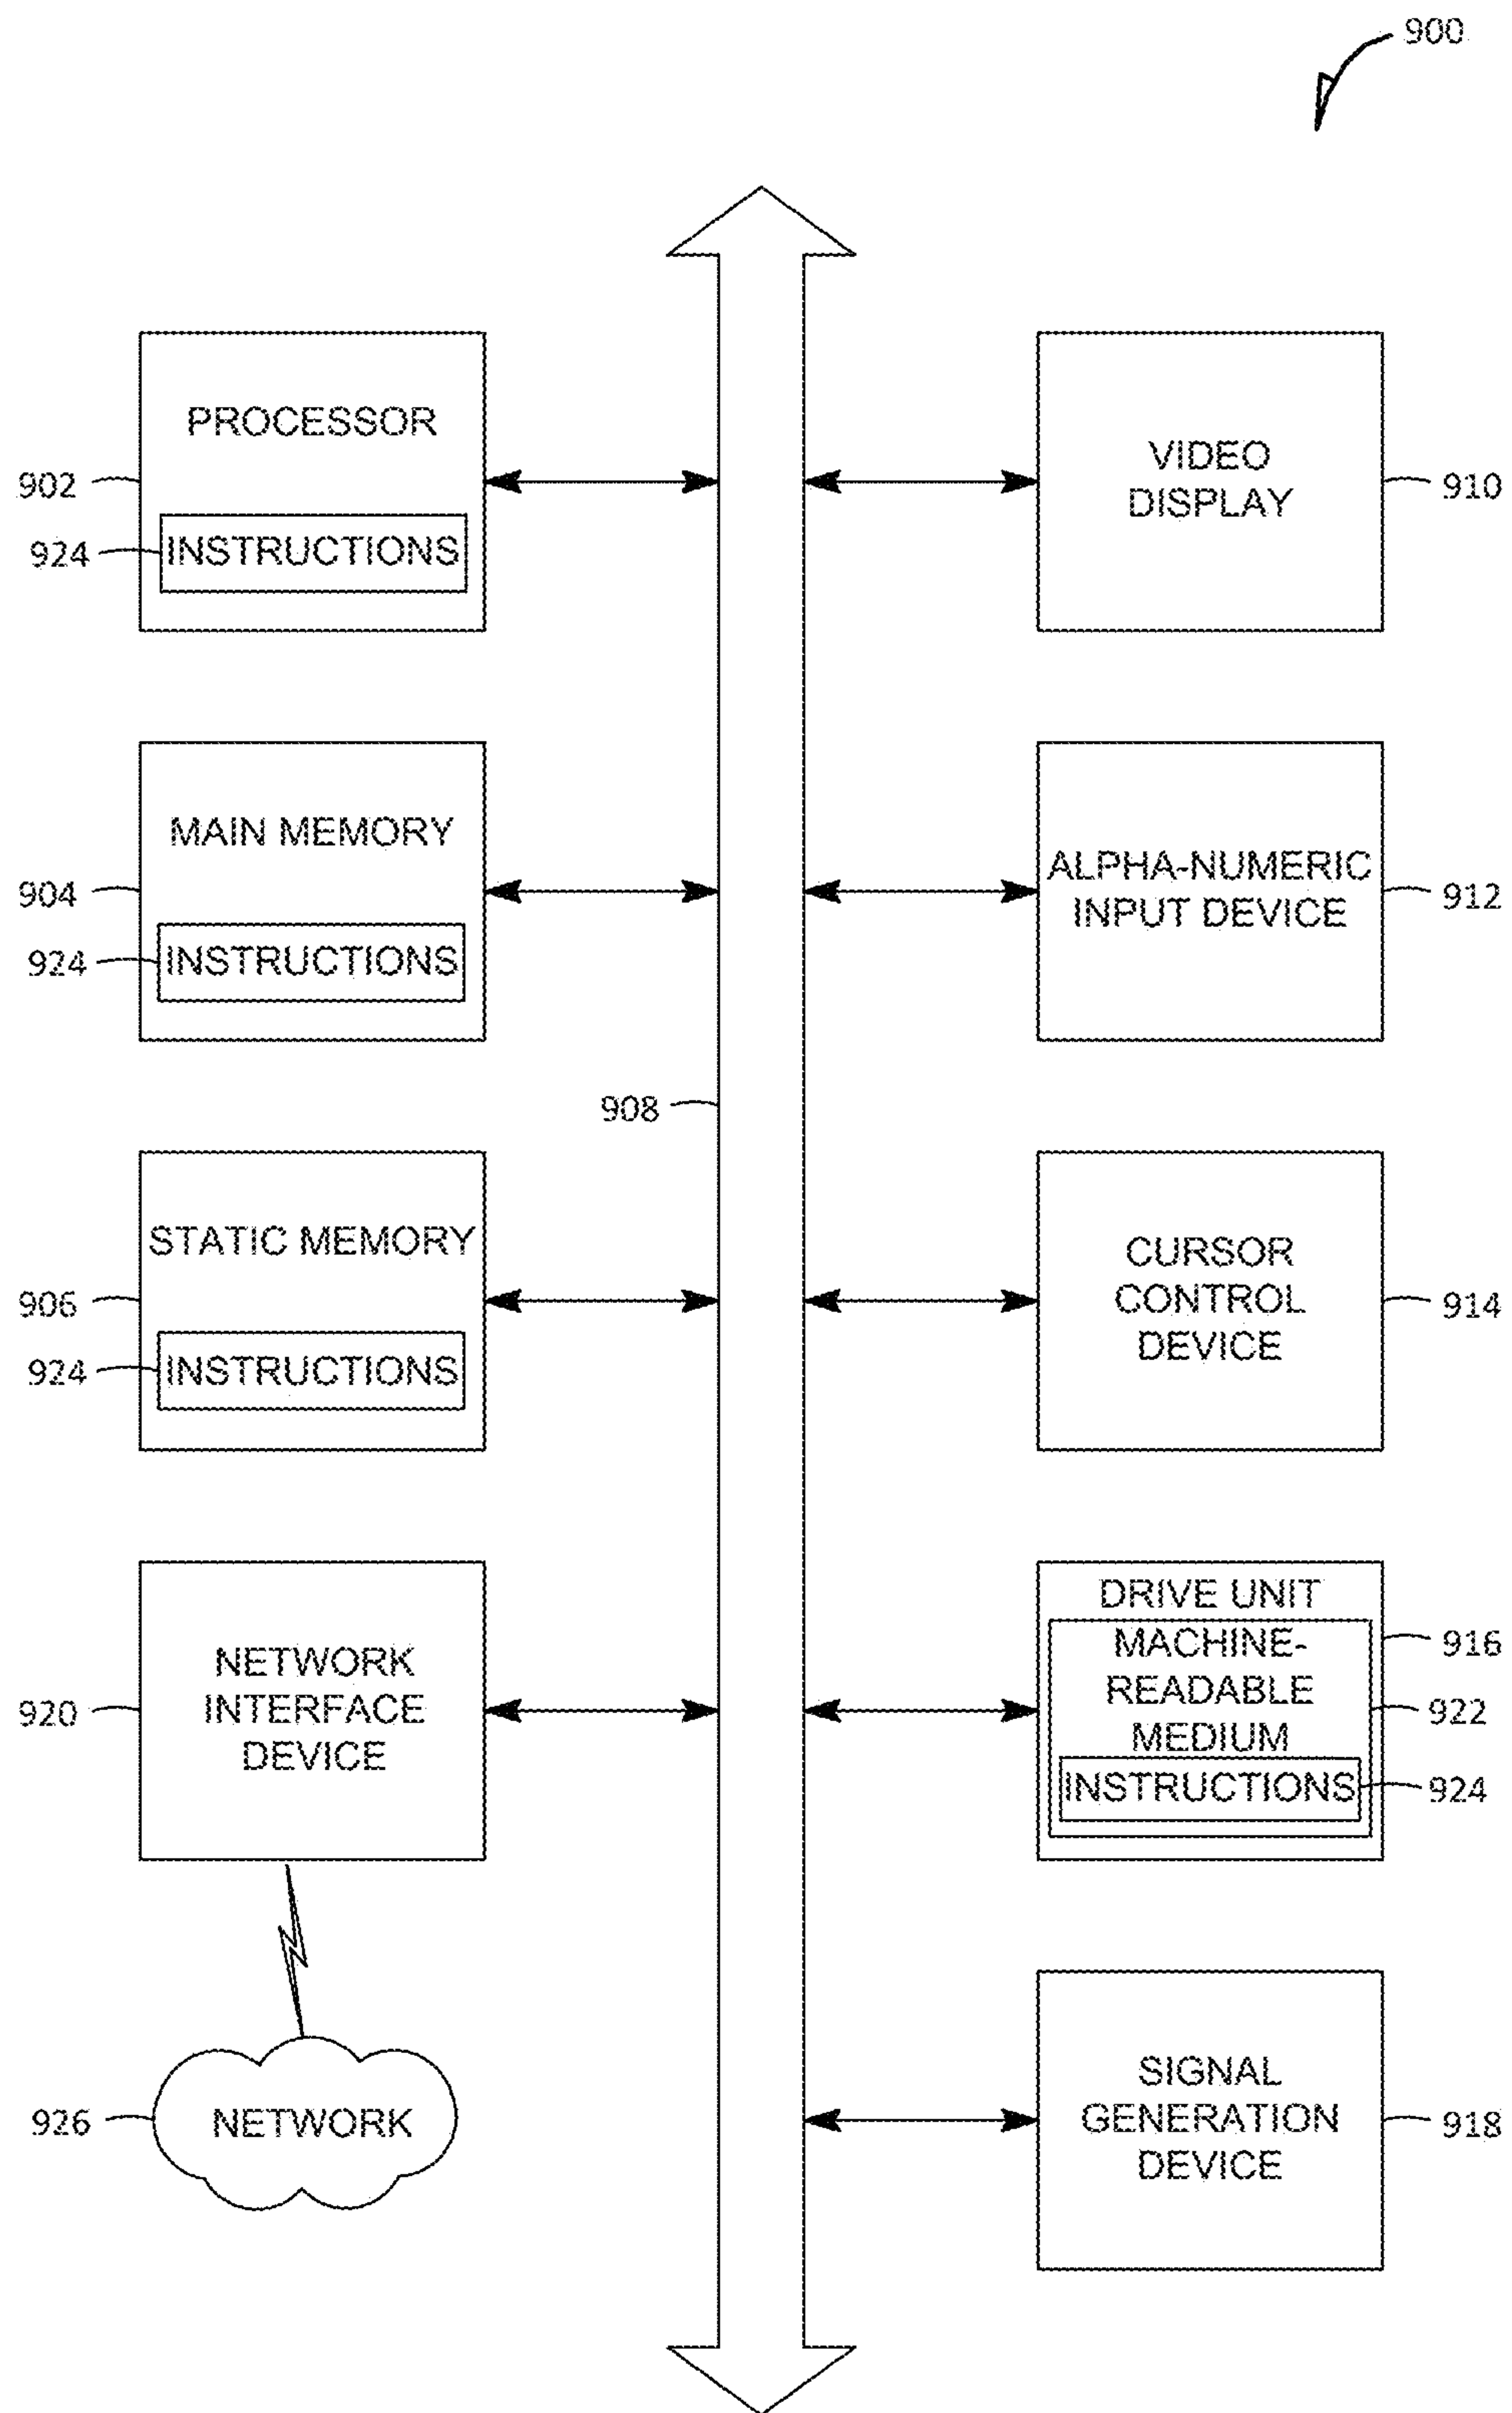 900
PROCESSOR
902
924
INSTRUCTIONS
VIDEO
DISPLAY
910
MAIN MEMORY
904
924
INSTRUCTIONS
ALPHA-NUMERIC
INPUT DEVICE
912
908
STATIC MEMORY
906
924
INSTRUCTIONS
CURSOR
CONTROL
DEVICE
914
NETWORK
INTERFACE
DEVICE
920
DRIVE UNIT
916
MACHINE-
READABLE
MEDIUM
922
INSTRUCTIONS
924
926
NETWORK
SIGNAL
GENERATION
DEVICE
918